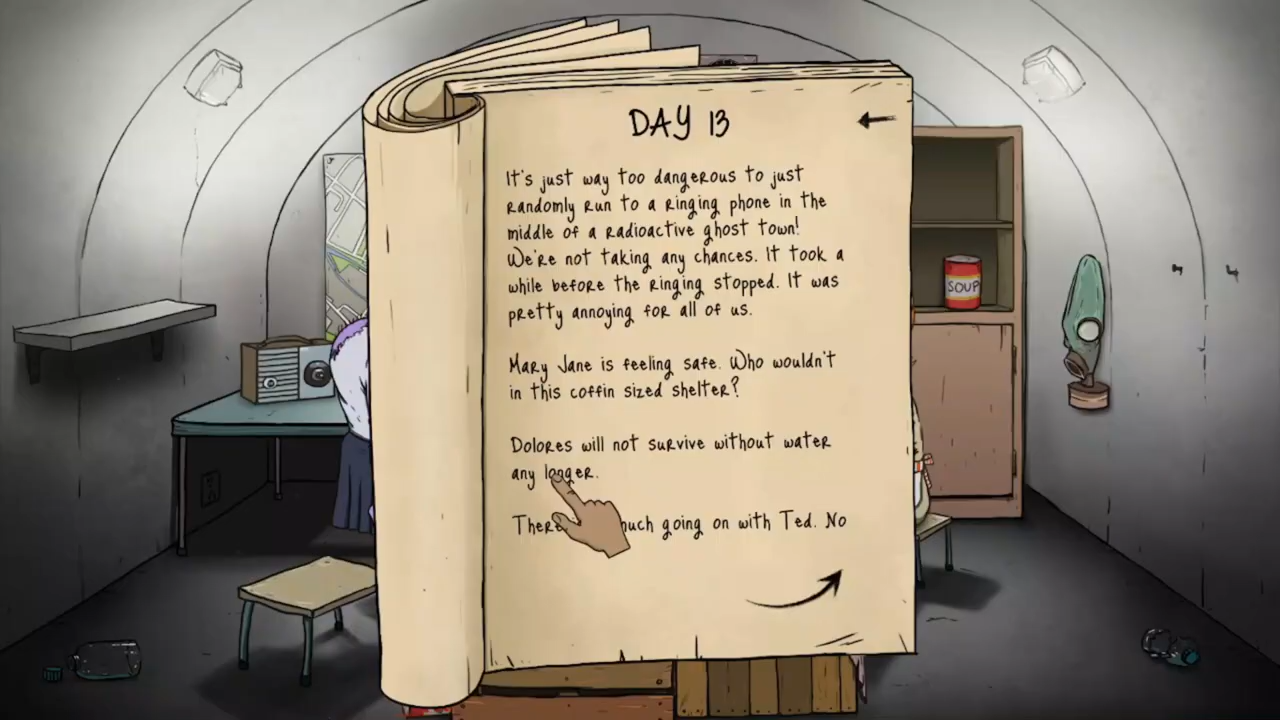 DAY 13
It's just way too dangerous to just
randomly run to a ringing phone in the
middle of a radioactive ghost town!
We're not taking any chances. It took a
while before the ringing stopped. It was
pretty annoying for all of us.
Mary Jane is feeling safe. Who wouldn't
in this coffin sized shelter?
Dolores will not survive without water
any longer.
There going on with Ted. No
SOUP